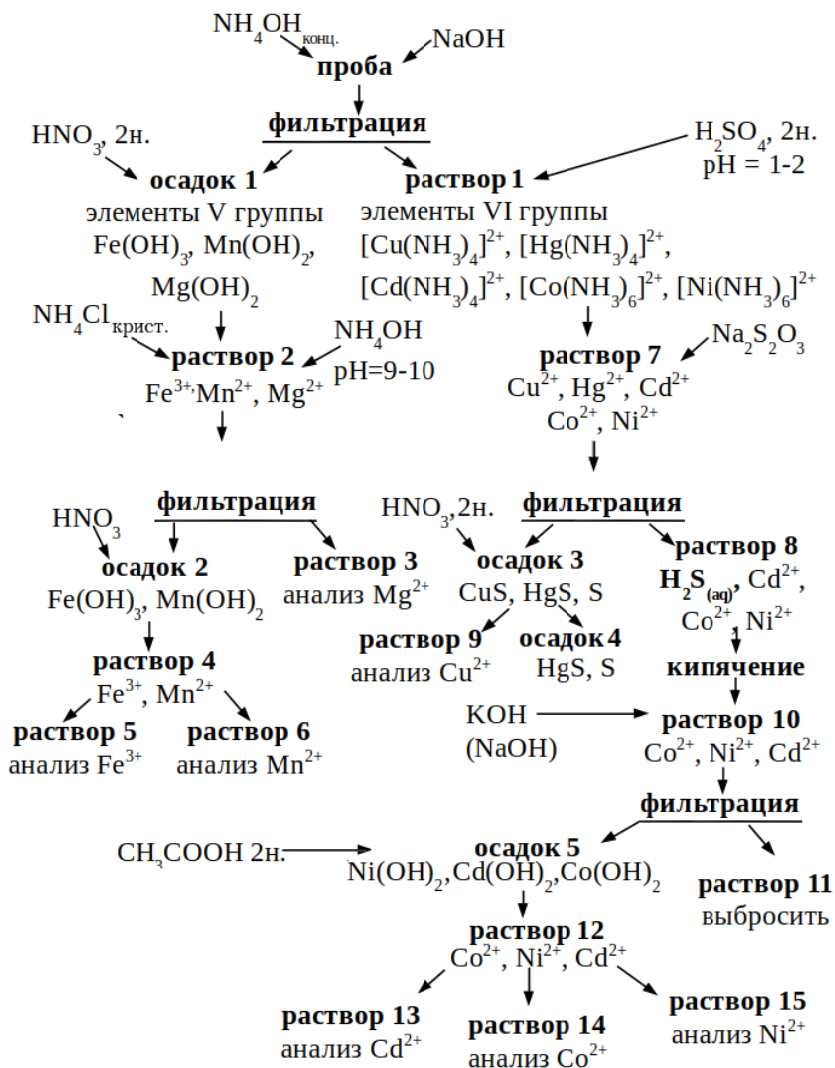 NH₄OH конц.
NaOH
проба
фильтрация
HNO₃, 2н.
H₂SO₄, 2н.
pH = 1-2
осадок 1
элементы V группы
Fe(OH)₃, Mn(OH)₂,
Mg(OH)₂
раствор 1
элементы VI группы
[Cu(NH₃)₄]²⁺, [Hg(NH₃)₄]²⁺,
[Cd(NH₃)₄]²⁺, [Co(NH₃)₆]²⁺, [Ni(NH₃)₆]²⁺
NH₄Cl крист.
NH₄OH
pH=9-10
Na₂S₂O₃
раствор 2
Fe³⁺,Mn²⁺, Mg²⁺
раствор 7
Cu²⁺, Hg²⁺, Cd²⁺
Co²⁺, Ni²⁺
HNO₃
фильтрация
HNO₃,2н.
фильтрация
осадок 2
Fe(OH)₃, Mn(OH)₂
раствор 3
анализ Mg²⁺
осадок 3
CuS, HgS, S
раствор 8
H₂S₍aq₎, Cd²⁺,
Co²⁺, Ni²⁺
раствор 4
Fe³⁺, Mn²⁺
раствор 9
анализ Cu²⁺
осадок 4
HgS, S
кипячение
раствор 5
анализ Fe³⁺
раствор 6
анализ Mn²⁺
KOH
(NaOH)
раствор 10
Co²⁺, Ni²⁺, Cd²⁺
фильтрация
CH₃COOH 2н.
осадок 5
Ni(OH)₂,Cd(OH)₂,Co(OH)₂
раствор 11
выбросить
раствор 12
Co²⁺, Ni²⁺, Cd²⁺
раствор 13
анализ Cd²⁺
раствор 14
анализ Co²⁺
раствор 15
анализ Ni²⁺